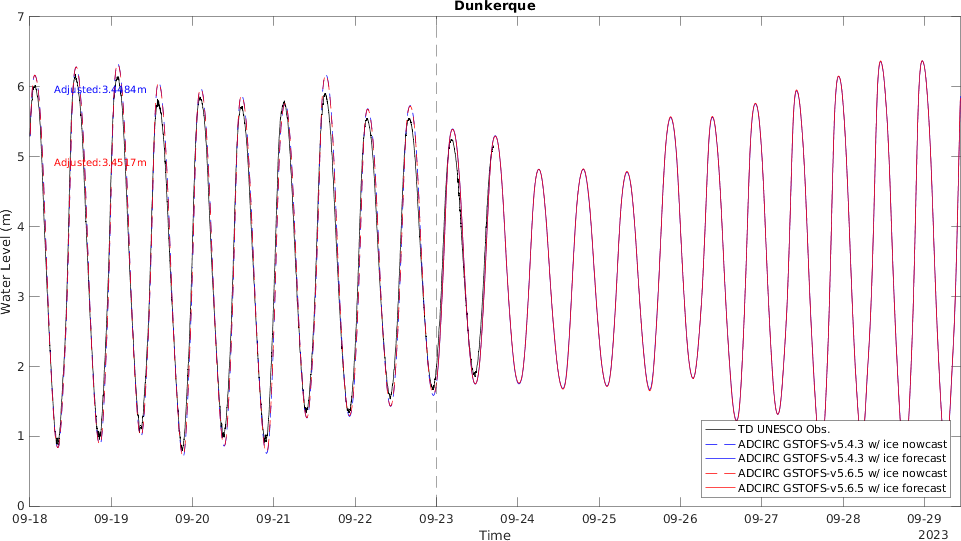 Dunkerque
7
6
5
4
3
2
1
0
Water Level (m)
Adjusted:3.4484m
Adjusted:3.4517m
TD UNESCO Obs.
ADCIRC GSTOFS-v5.4.3 w/ ice nowcast
ADCIRC GSTOFS-v5.4.3 w/ ice forecast
ADCIRC GSTOFS-v5.6.5 w/ ice nowcast
ADCIRC GSTOFS-v5.6.5 w/ ice forecast
09-18 09-19 09-20 09-21 09-22 09-23 09-24 09-25 09-26 09-27 09-28 09-29
Time
2023